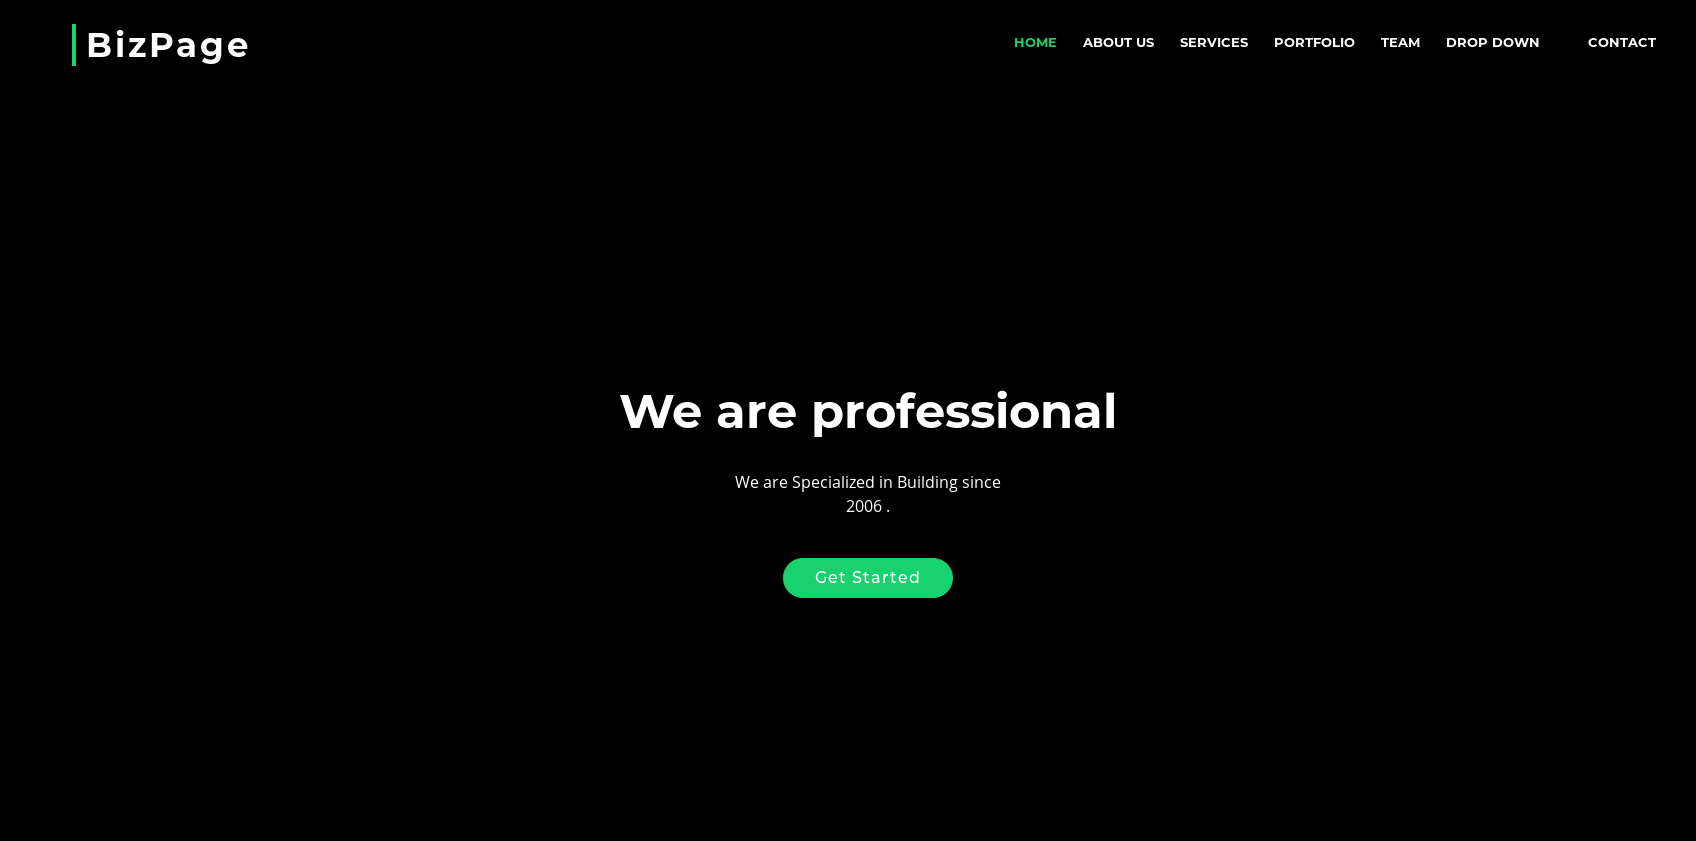 BizPage
HOME ABOUT US SERVICES PORTFOLIO TEAM DROP DOWN CONTACT
We are professional
We are Specialized in Building since
2006 .
Get Started